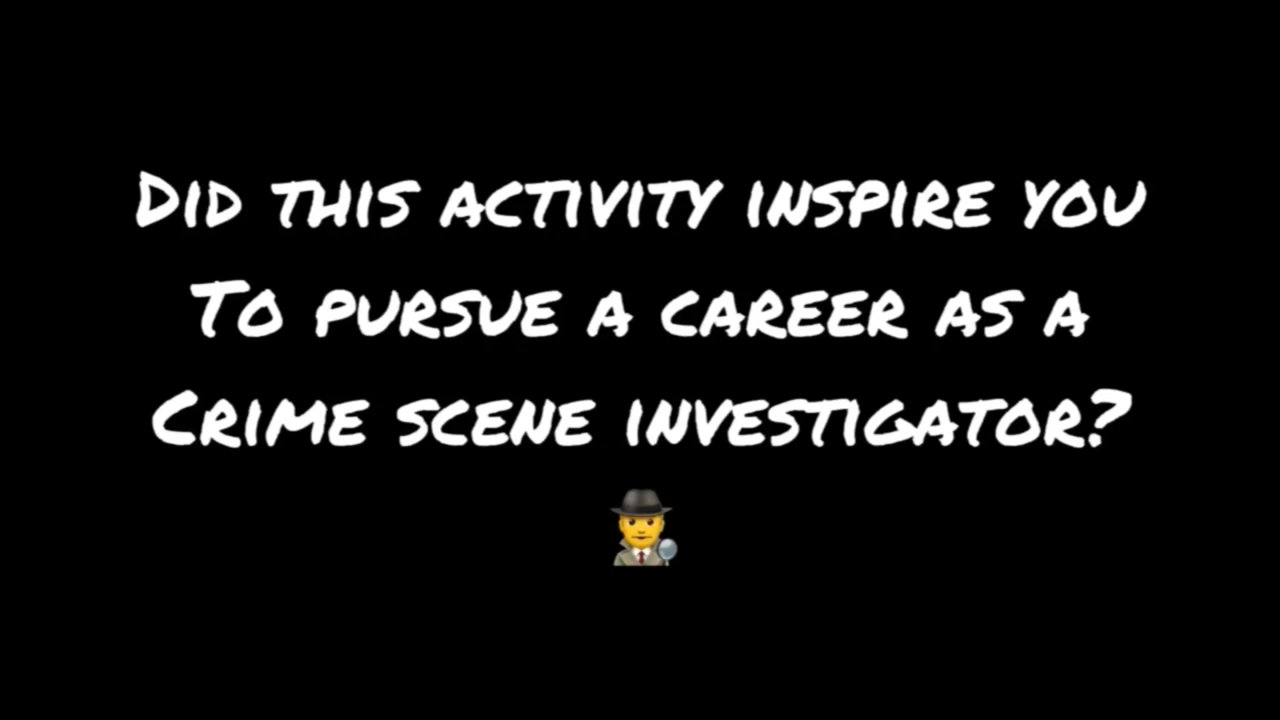 Did this activity inspire you
To pursue a career as a
Crime scene investigator?